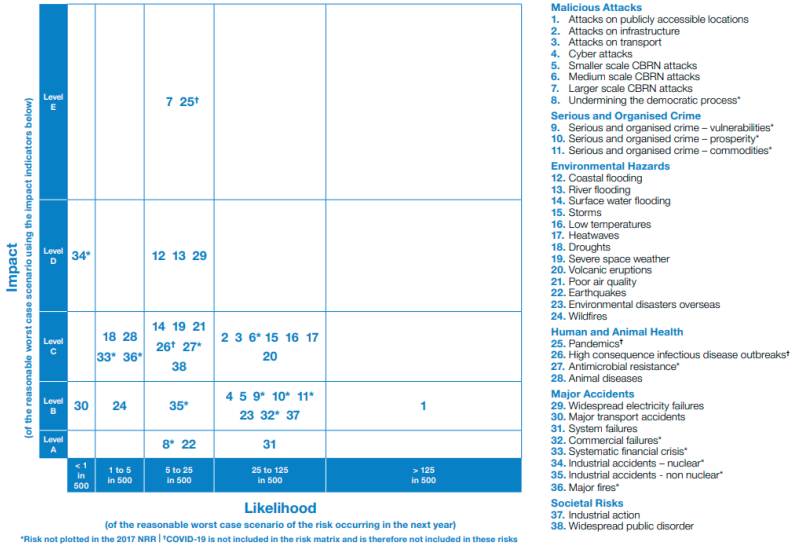 Impact
(of the reasonable worst case scenario using the impact indicators below)
Level
E
7 25†
Level
D
34*
12 13 29
Level
C
18 28
33* 36*
14 19 21
26† 27*
38
2 3 6* 15 16 17
20
Level
B
30
24
35*
4 5 9* 10* 11*
23 32* 37
1
Level
A
8* 22
31
< 1
in
500
1 to 5
in 500
5 to 25
in 500
25 to 125
in 500
> 125
in 500
Likelihood
(of the reasonable worst case scenario of the risk occurring in the next year)
*Risk not plotted in the 2017 NRR | †COVID-19 is not included in the risk matrix and is therefore not included in these risks
Malicious Attacks
1. Attacks on publicly accessible locations
2. Attacks on infrastructure
3. Attacks on transport
4. Cyber attacks
5. Smaller scale CBRN attacks
6. Medium scale CBRN attacks
7. Larger scale CBRN attacks
8. Undermining the democratic process*
Serious and Organised Crime
9. Serious and organised crime – vulnerabilities*
10. Serious and organised crime – prosperity*
11. Serious and organised crime – commodities*
Environmental Hazards
12. Coastal flooding
13. River flooding
14. Surface water flooding
15. Storms
16. Low temperatures
17. Heatwaves
18. Droughts
19. Severe space weather
20. Volcanic eruptions
21. Poor air quality
22. Earthquakes
23. Environmental disasters overseas
24. Wildfires
Human and Animal Health
25. Pandemics†
26. High consequence infectious disease outbreaks†
27. Antimicrobial resistance*
28. Animal diseases
Major Accidents
29. Widespread electricity failures
30. Major transport accidents
31. System failures
32. Commercial failures*
33. Systematic financial crisis*
34. Industrial accidents – nuclear*
35. Industrial accidents - non nuclear*
36. Major fires*
Societal Risks
37. Industrial action
38. Widespread public disorder